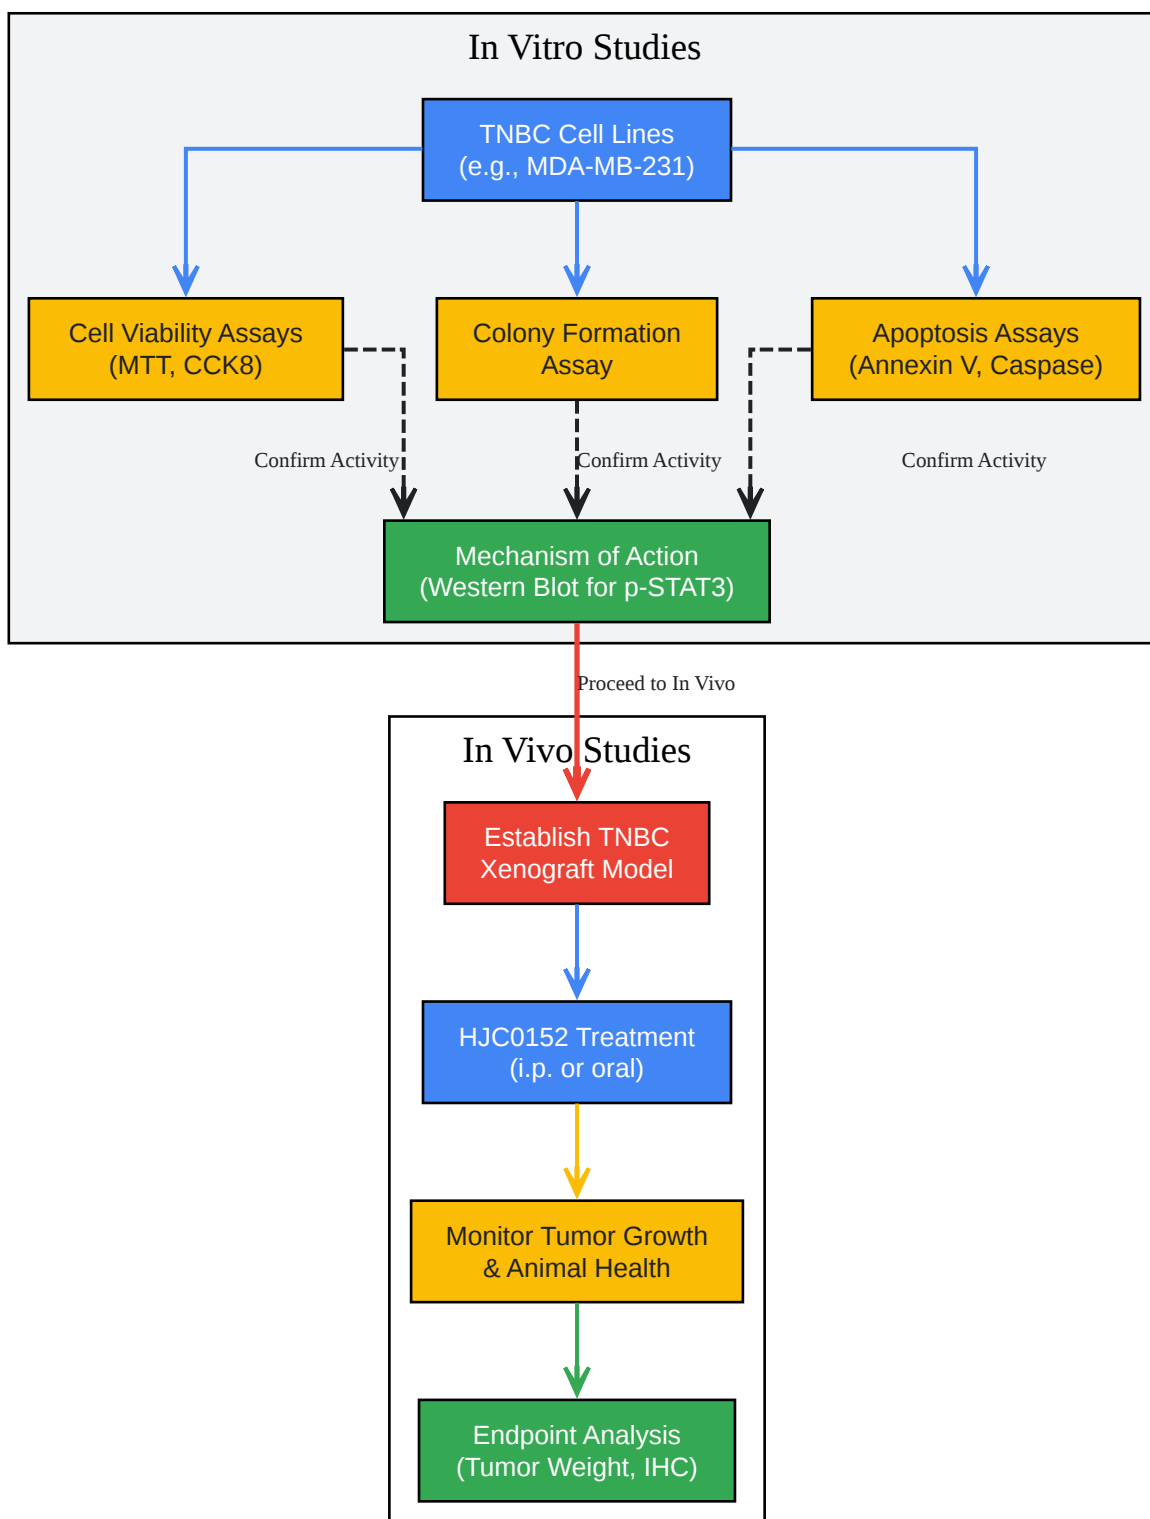 In Vitro Studies
TNBC Cell Lines
(e.g., MDA-MB-231)
Cell Viability Assays
(MTT, CCK8)
Colony Formation
Assay
Apoptosis Assays
(Annexin V, Caspase)
Confirm Activity
Confirm Activity
Confirm Activity
Mechanism of Action
(Western Blot for p-STAT3)
Proceed to In Vivo
In Vivo Studies
Establish TNBC
Xenograft Model
HJC0152 Treatment
(i.p. or oral)
Monitor Tumor Growth
& Animal Health
Endpoint Analysis
(Tumor Weight, IHC)